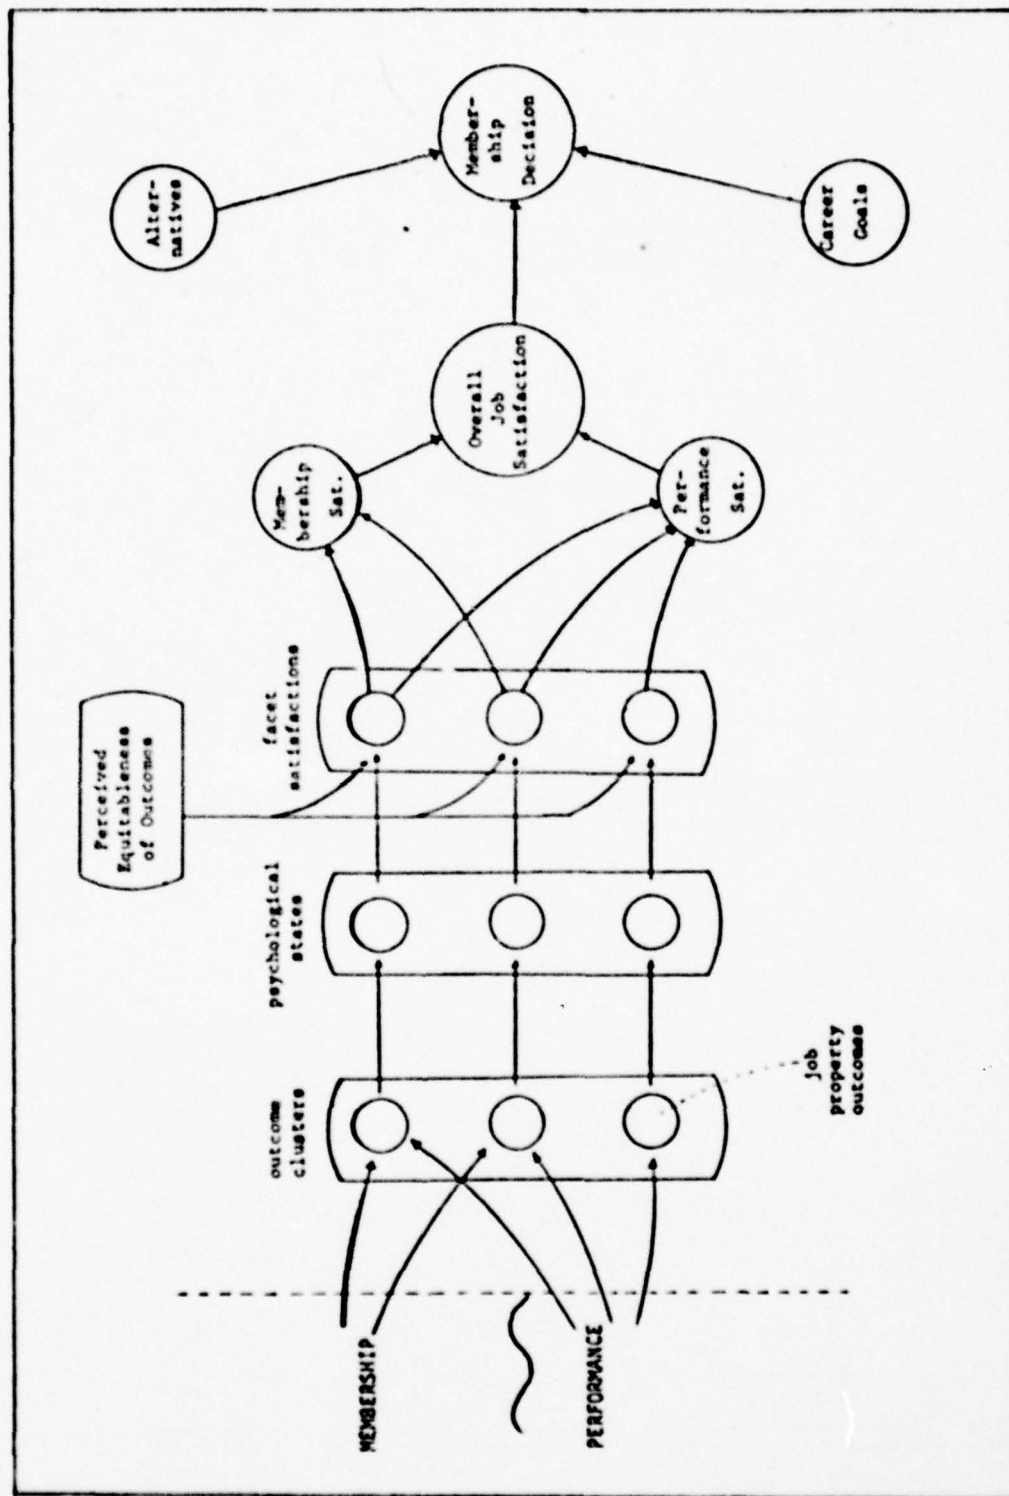 MEMBERSHIP
PERFORMANCE
outcome
clusters
job
property
outcomes
psychological
states
Perceived
Equitableness
of Outcomes
facet
satisfactions
Mem-
bership
Sat.
Per-
formance
Sat.
Overall
Job
Satisfaction
Alter-
natives
Member-
ship
Decision
Career
Goals